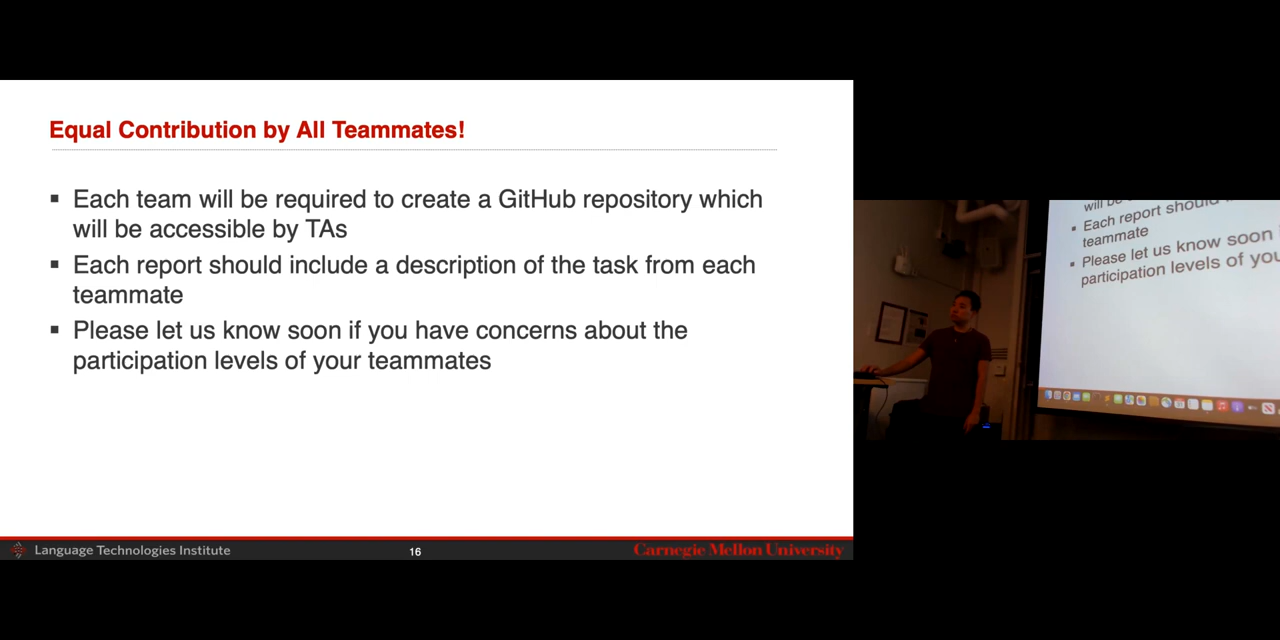 Equal Contribution by All Teammates!
▪ Each team will be required to create a GitHub repository which
will be accessible by TAs
▪ Each report should include a description of the task from each
teammate
▪ Please let us know soon if you have concerns about the
participation levels of your teammates
Language Technologies Institute
16
Carnegie Mellon University
will be
▪ Each report should
teammate
▪ Please let us know soon
participation levels of you